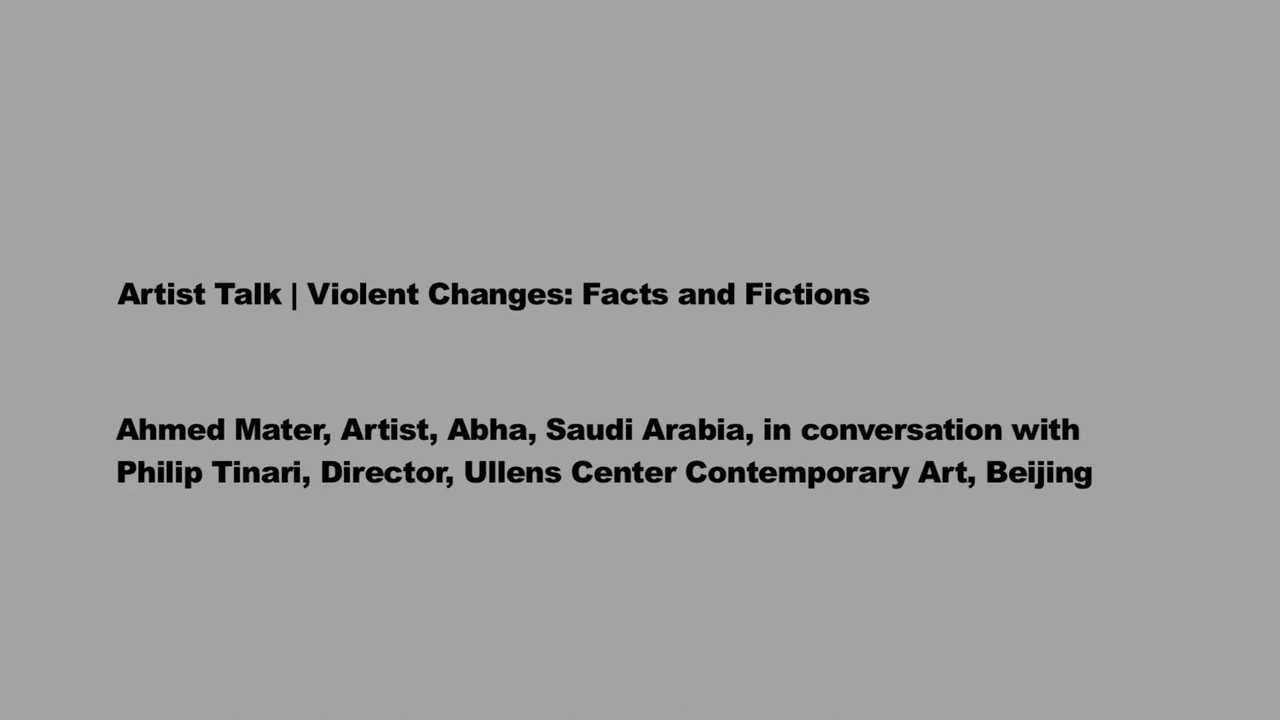 Artist Talk | Violent Changes: Facts and Fictions
Ahmed Mater, Artist, Abha, Saudi Arabia, in conversation with
Philip Tinari, Director, Ullens Center Contemporary Art, Beijing